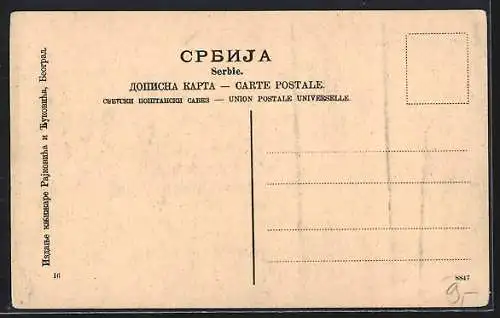 СРБИЈА
Serbie.
ДОПИСНА КАРТА — CARTE POSTALE.
СВЕТСКИ ПОШТАНСКИ САВЕЗ — UNION POSTALE UNIVERSELLE.
Издање књижаре Рајковића и Ђуковића, Београд.
16
8847
9,-